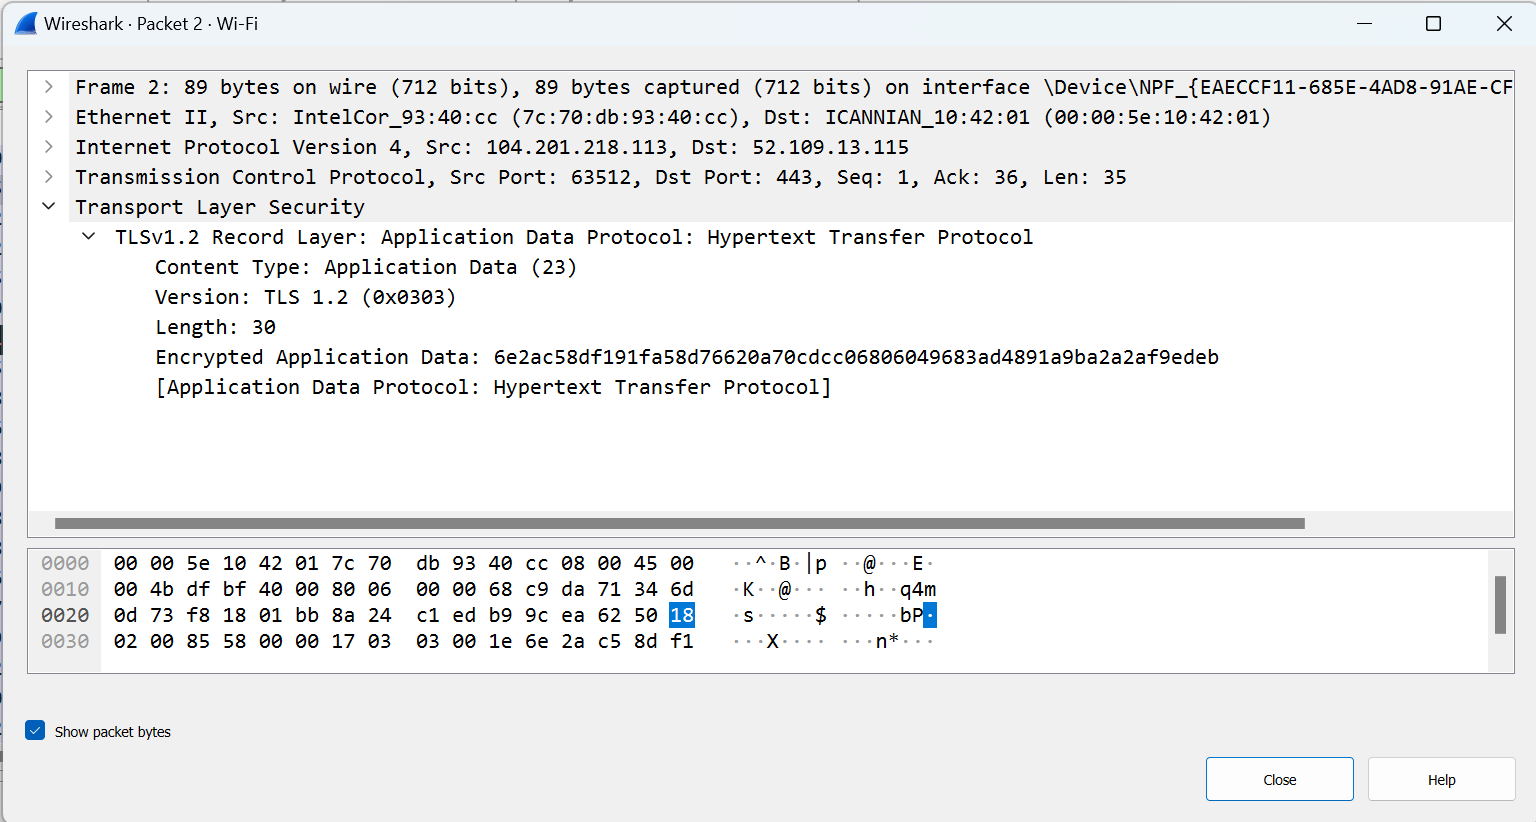 Wireshark · Packet 2 · Wi-Fi
Frame 2: 89 bytes on wire (712 bits), 89 bytes captured (712 bits) on interface \Device\NPF_{EAECCF11-685E-4AD8-91AE-CF
Ethernet II, Src: IntelCor_93:40:cc (7c:70:db:93:40:cc), Dst: ICANNIAN_10:42:01 (00:00:5e:10:42:01)
Internet Protocol Version 4, Src: 104.201.218.113, Dst: 52.109.13.115
Transmission Control Protocol, Src Port: 63512, Dst Port: 443, Seq: 1, Ack: 36, Len: 35
Transport Layer Security
TLSv1.2 Record Layer: Application Data Protocol: Hypertext Transfer Protocol
Content Type: Application Data (23)
Version: TLS 1.2 (0x0303)
Length: 30
Encrypted Application Data: 6e2ac58df191fa58d76620a70cdcc06806049683ad4891a9ba2a2af9edeb
[Application Data Protocol: Hypertext Transfer Protocol]
0000 00 00 5e 10 42 01 7c 70 db 93 40 cc 08 00 45 00 ··^·B·|p ··@···E·
0010 00 4b df bf 40 00 80 06 00 00 68 c9 da 71 34 6d ·K··@··· ··h··q4m
0020 0d 73 f8 18 01 bb 8a 24 c1 ed b9 9c ea 62 50 18 ·s·····$ ·····bP·
0030 02 00 85 58 00 00 17 03 03 00 1e 6e 2a c5 8d f1 ···X···· ···n*···
Show packet bytes
Close
Help